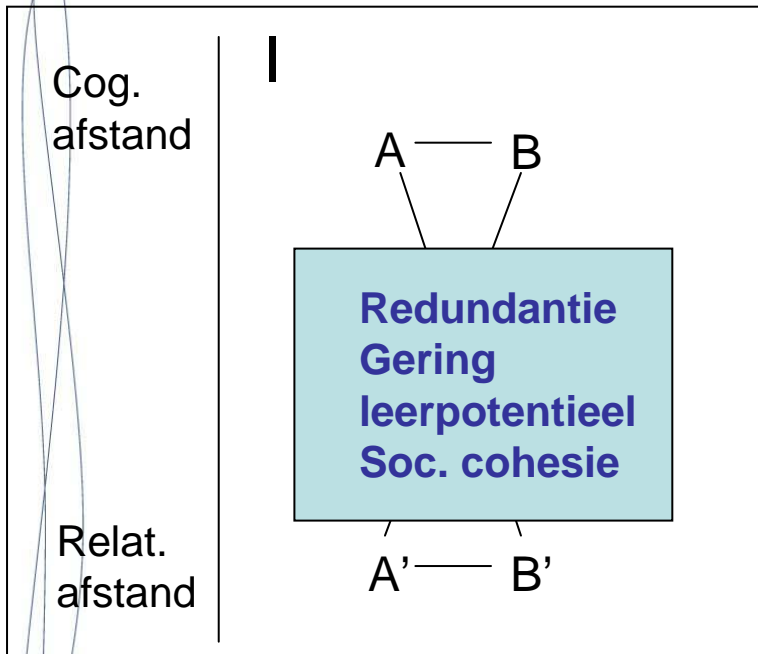 Cog.
afstand
I
A B
Redundantie
Gering
leerpotentieel
Soc. cohesie
Relat.
afstand
A’ B’